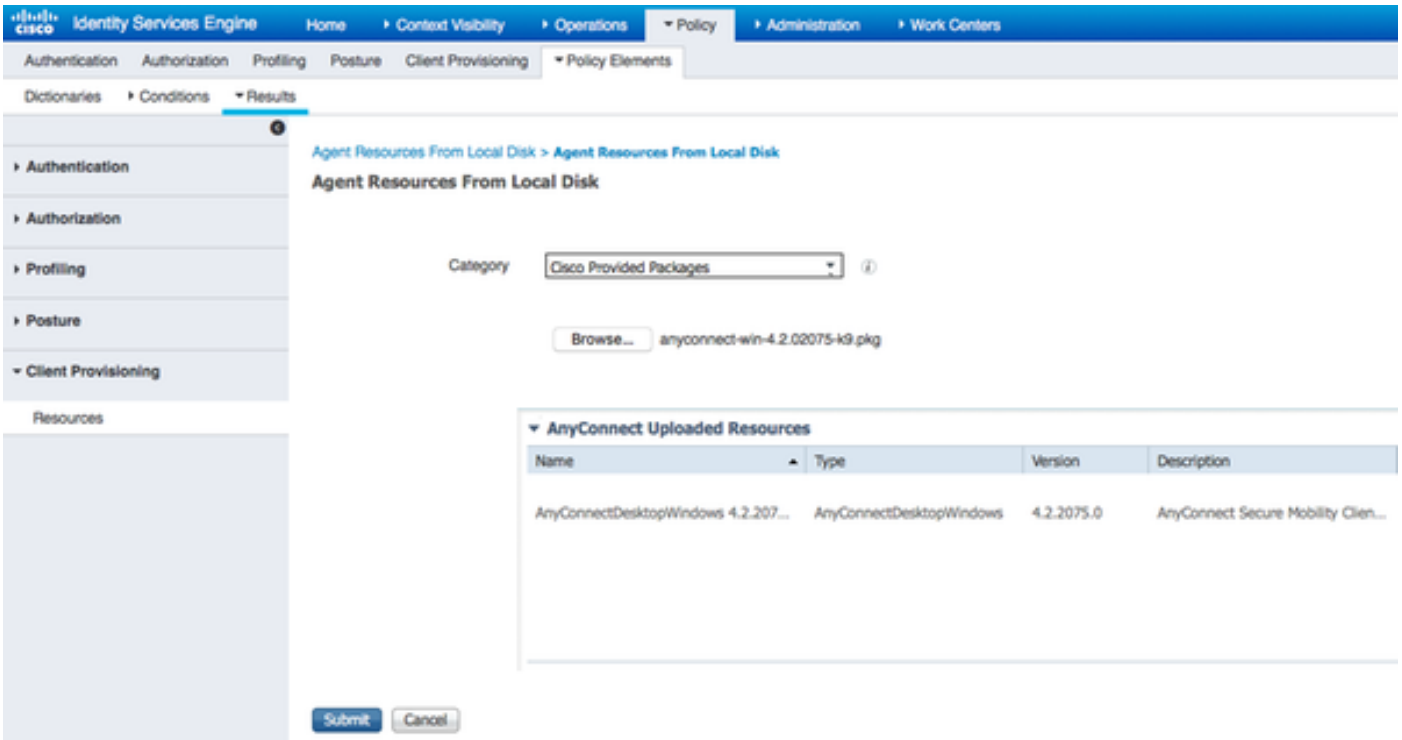 cisco Identity Services Engine Home Context Visibility Operations Policy Administration Work Centers
Authentication Authorization Profiling Posture Client Provisioning Policy Elements
Dictionaries Conditions Results
Agent Resources From Local Disk > Agent Resources From Local Disk
Authentication
Agent Resources From Local Disk
Authorization
Profiling
Category Cisco Provided Packages
Posture
Browse... anyconnect-win-4.2.02075-k9.pkg
Client Provisioning
Resources
AnyConnect Uploaded Resources
Name Type Version Description
AnyConnectDesktopWindows 4.2.207... AnyConnectDesktopWindows 4.2.2075.0 AnyConnect Secure Mobility Clien...
Submit Cancel